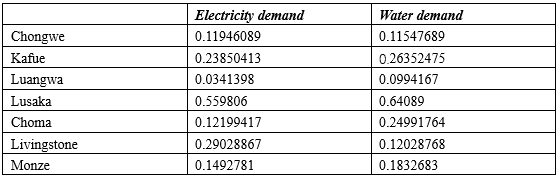 Electricity demand Water demand
Chongwe 0.11946089 0.11547689
Kafue 0.23850413 0.26352475
Luangwa 0.0341398 0.0994167
Lusaka 0.559806 0.64089
Choma 0.12199417 0.24991764
Livingstone 0.29028867 0.12028768
Monze 0.1492781 0.1832683